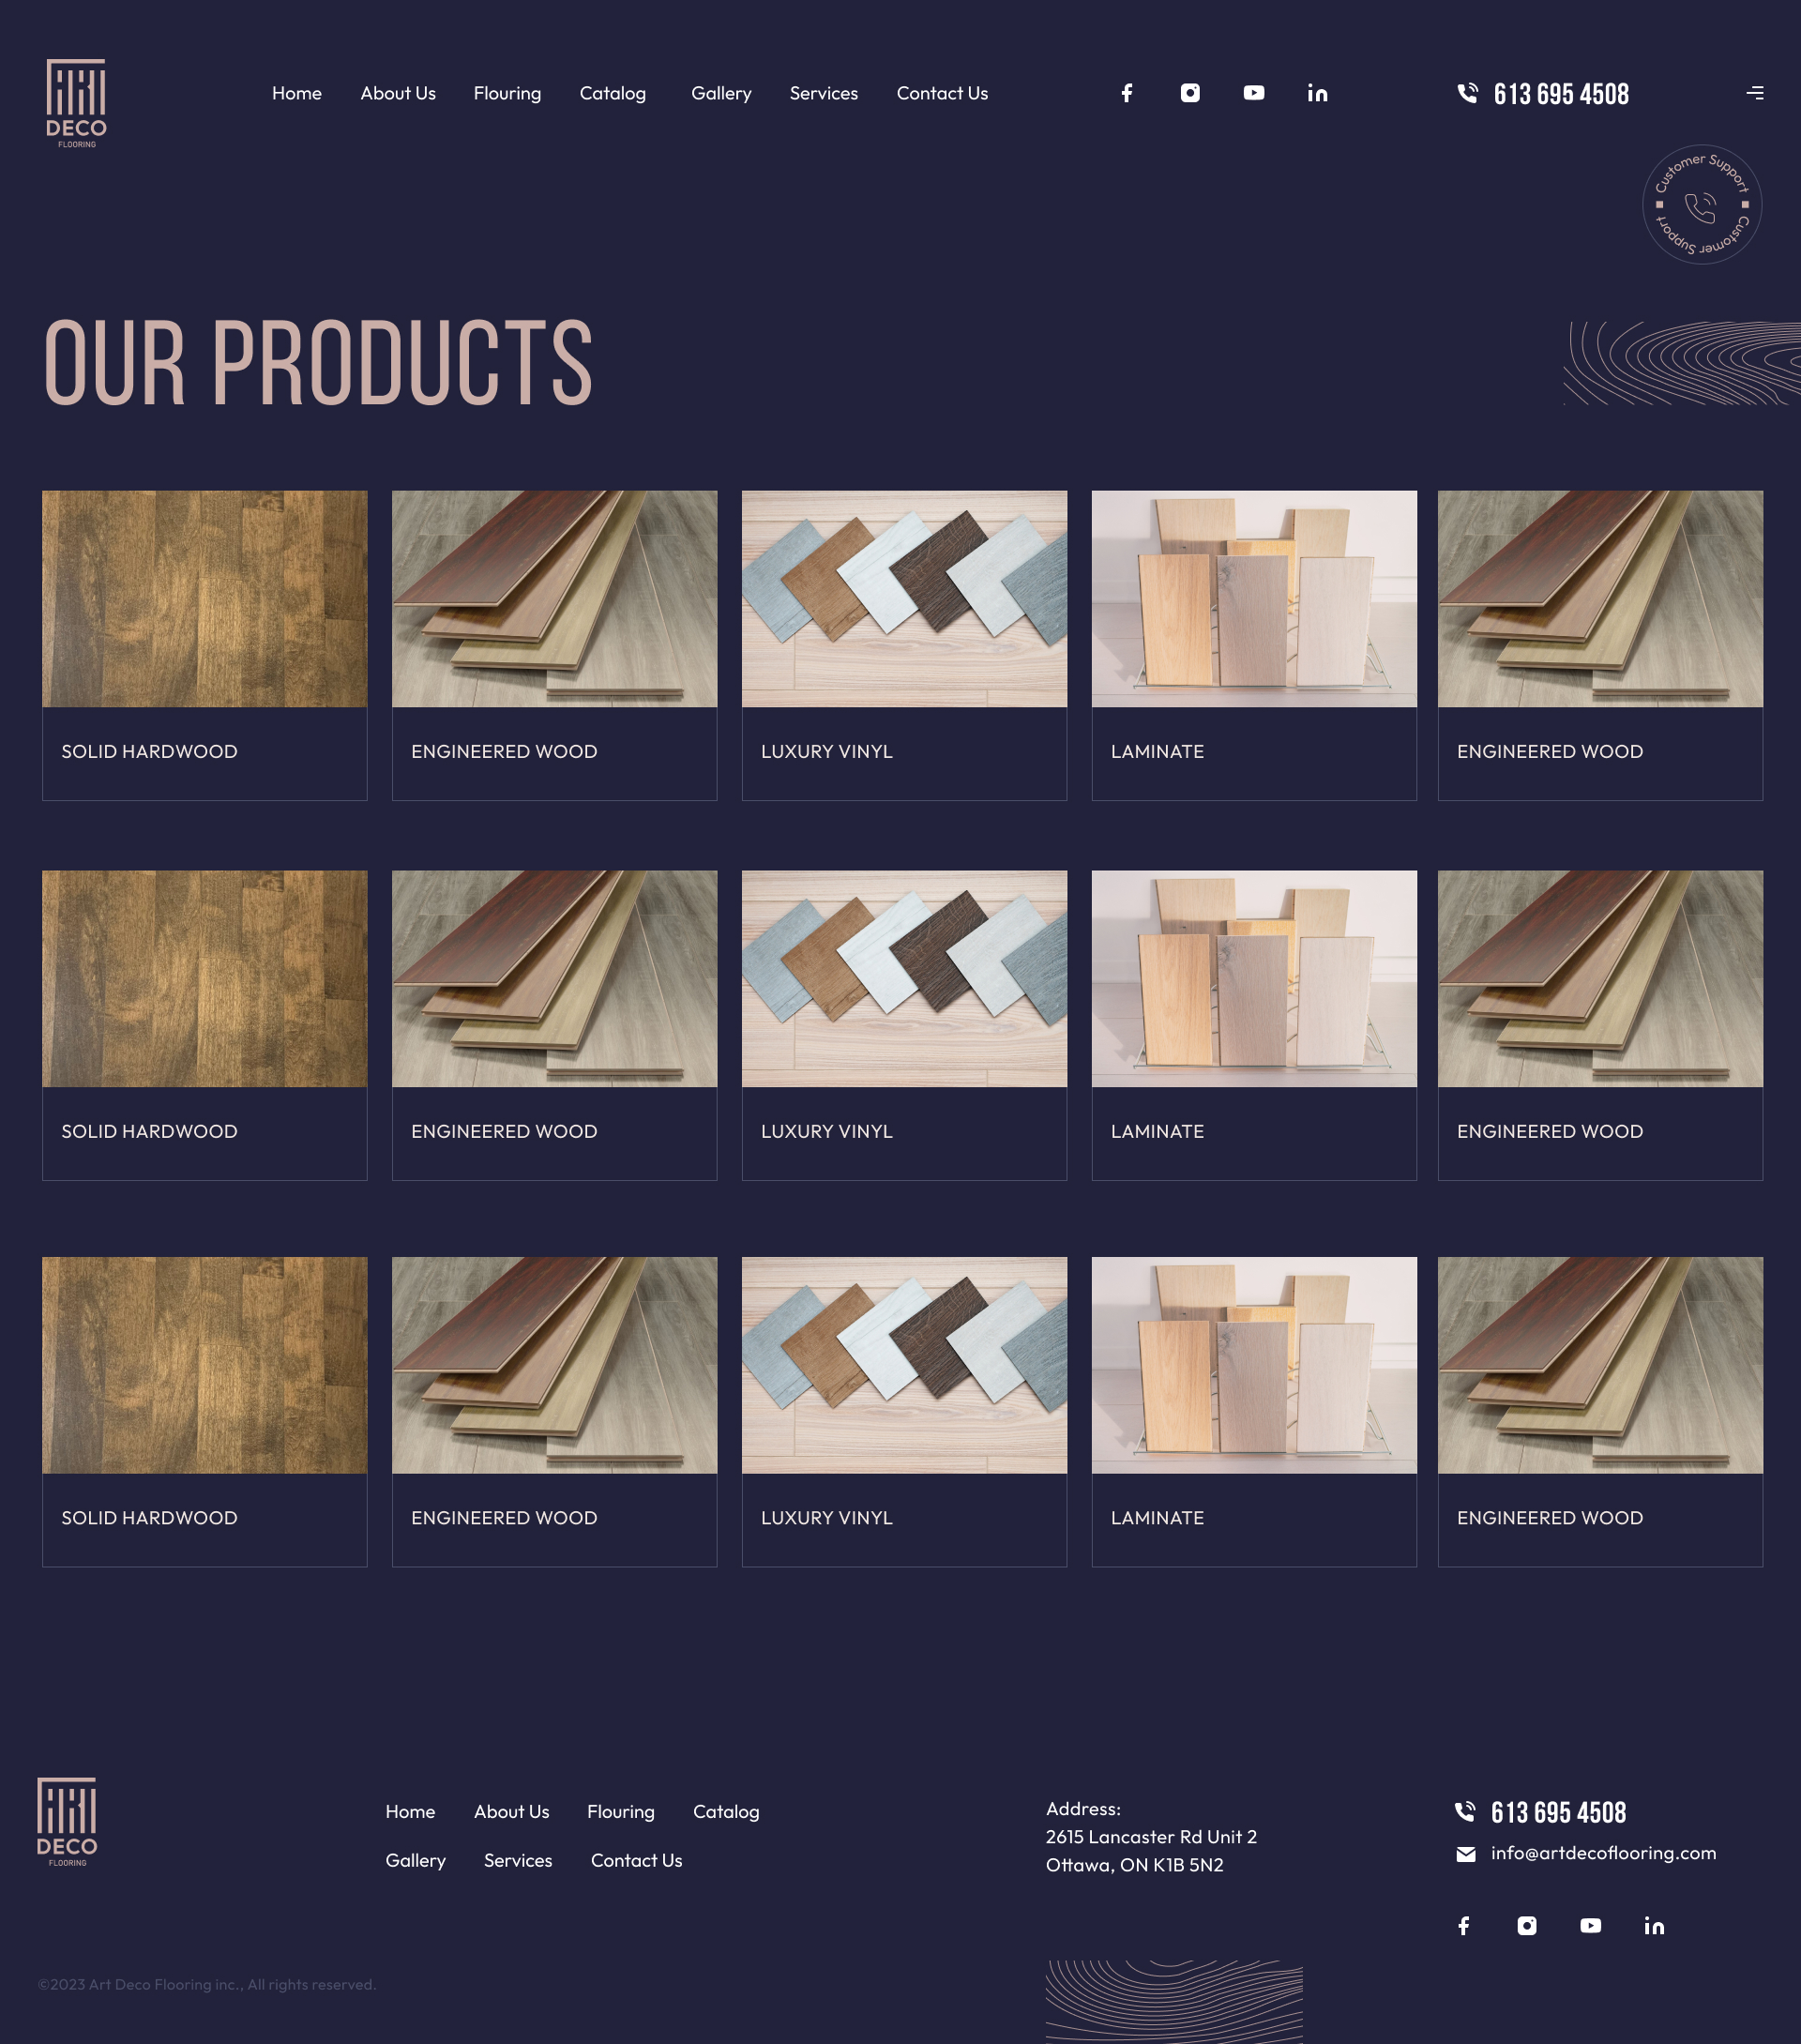 ART
DECO
FLOORING
Home About Us Flouring Catalog Gallery Services Contact Us
613 695 4508
Customer Support Customer Support
OUR PRODUCTS
SOLID HARDWOOD
ENGINEERED WOOD
LUXURY VINYL
LAMINATE
ENGINEERED WOOD
SOLID HARDWOOD
ENGINEERED WOOD
LUXURY VINYL
LAMINATE
ENGINEERED WOOD
SOLID HARDWOOD
ENGINEERED WOOD
LUXURY VINYL
LAMINATE
ENGINEERED WOOD
ART
DECO
FLOORING
Home About Us Flouring Catalog
Gallery Services Contact Us
Address:
2615 Lancaster Rd Unit 2
Ottawa, ON K1B 5N2
613 695 4508
info@artdecoflooring.com
©2023 Art Deco Flooring inc., All rights reserved.